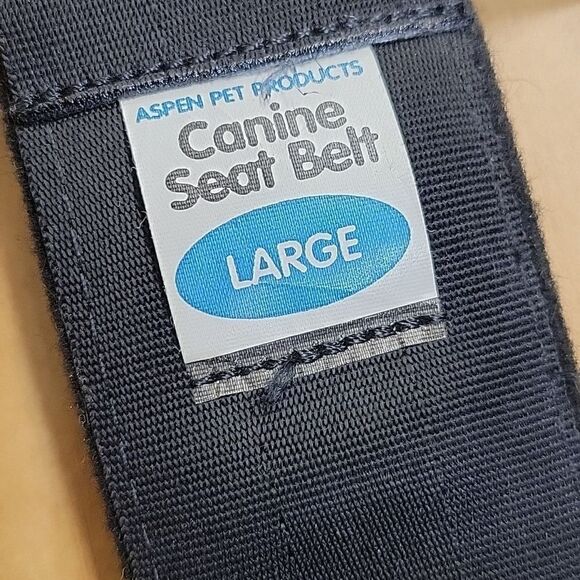 ASPEN PET PRODUCTS
Canine
Seat Belt
LARGE